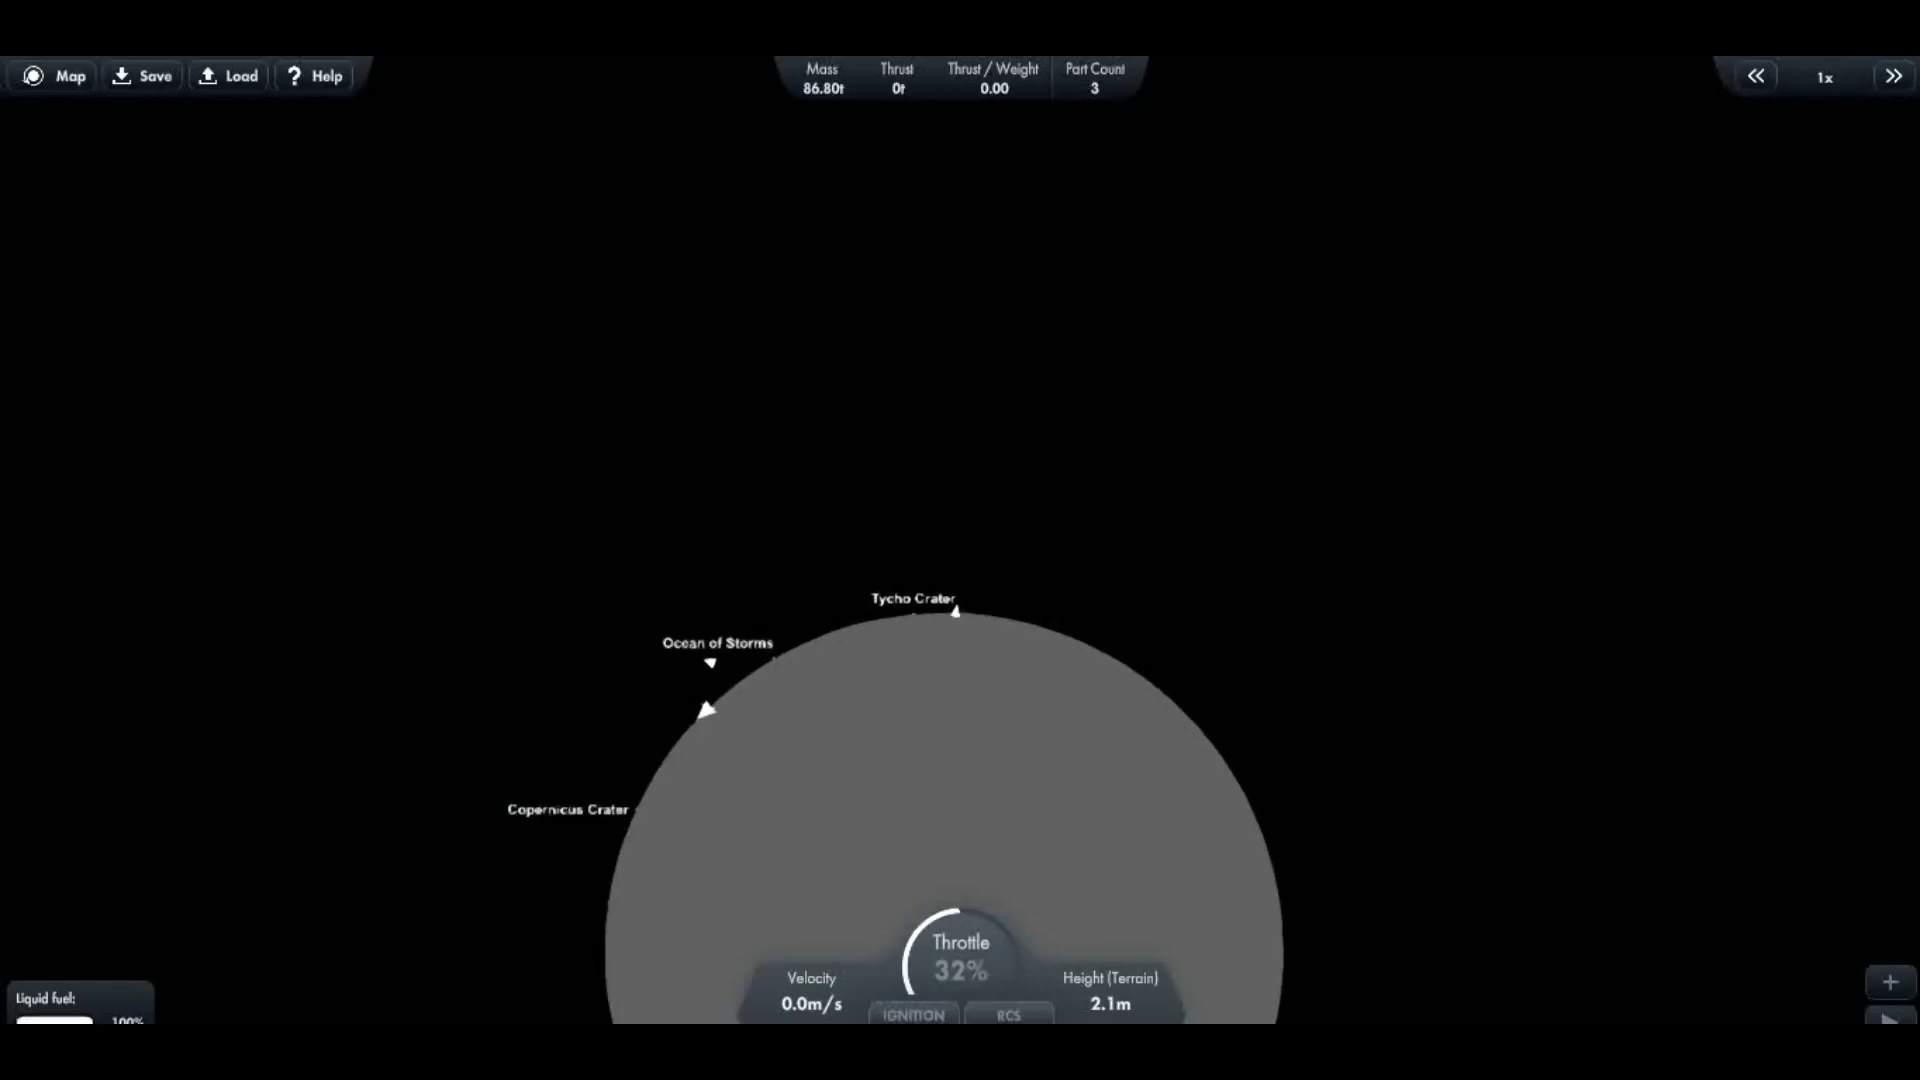 Map
Save
Load
Help
Mass
86.80t
Thrust
0t
Thrust / Weight
0.00
Part Count
3
1x
Tycho Crater
Ocean of Storms
Copernicus Crater
Throttle
32%
Velocity
0.0m/s
Height (Terrain)
2.1m
IGNITION
RCS
Liquid fuel:
100%